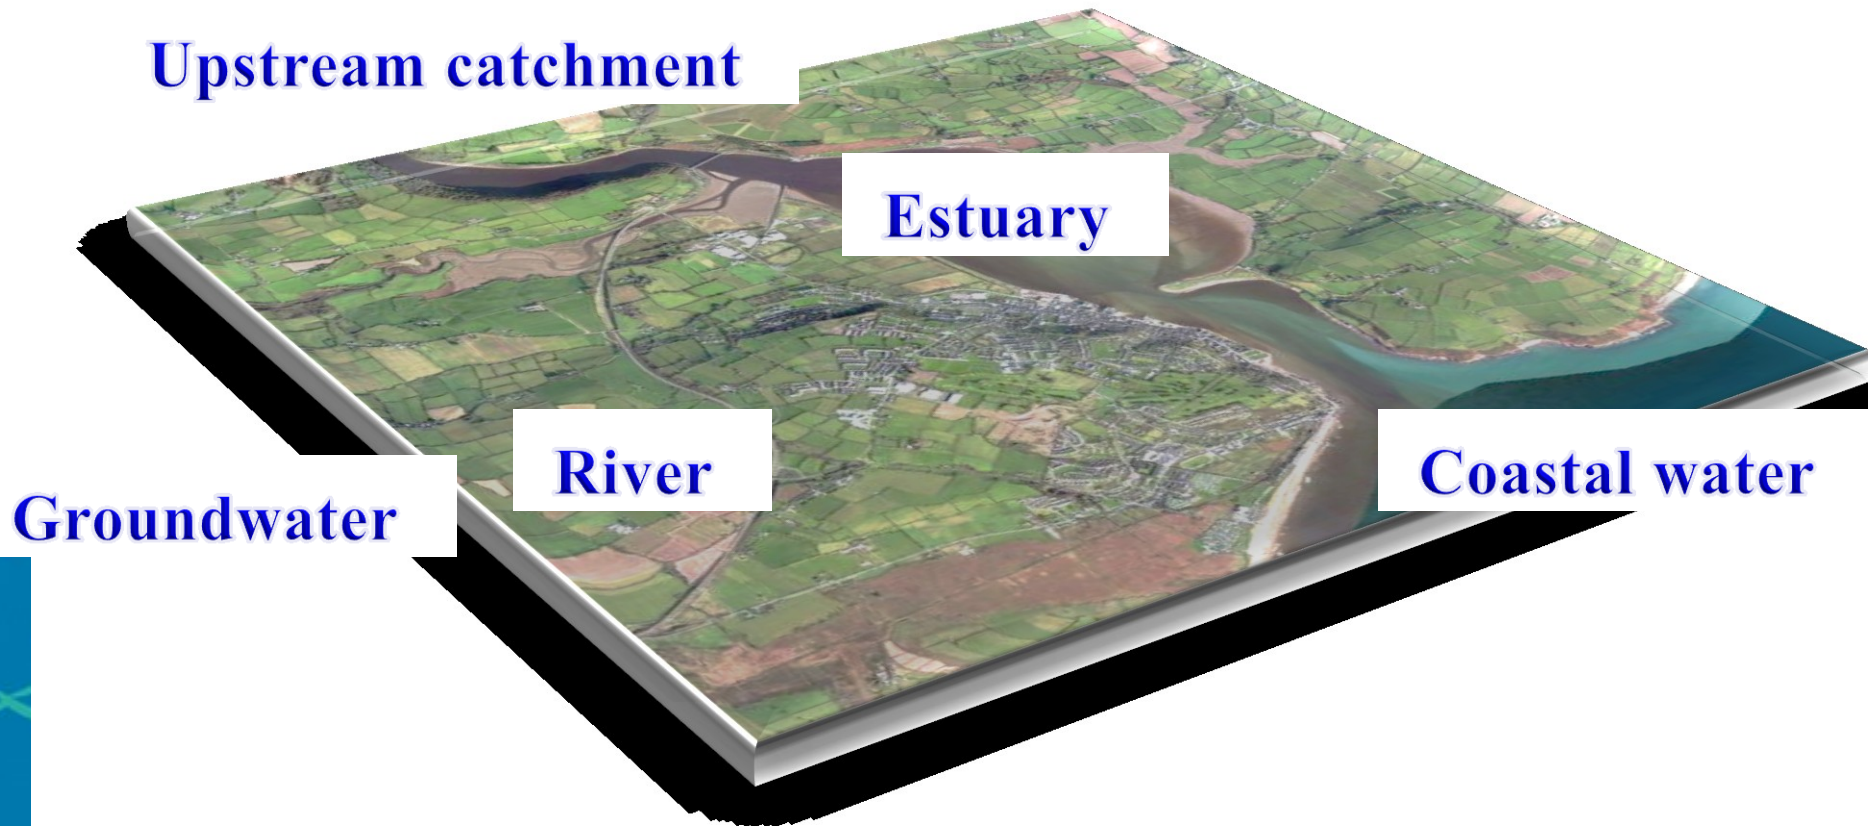 Upstream catchment
Estuary
River
Coastal water
Groundwater